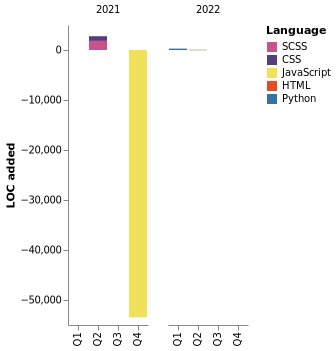 2021 2022
Language
SCSS
CSS
JavaScript
HTML
Python
LOC added
0
−10,000
−20,000
−30,000
−40,000
−50,000
Q1 Q2 Q3 Q4 Q1 Q2 Q3 Q4